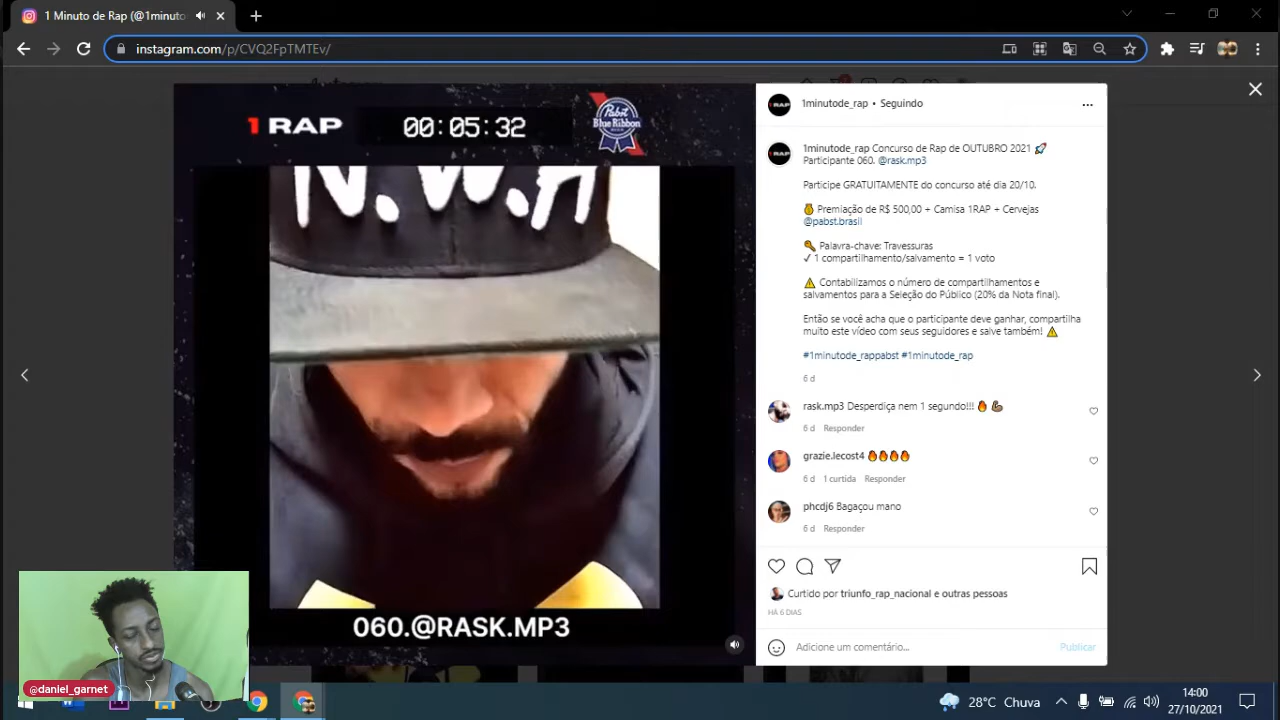 1 Minuto de Rap (@1minuto
instagram.com/p/CVQ2FpTMTEv/
1 RAP
00:05:32
Pabst
Blue Ribbon
N.W.A
060.@RASK.MP3
@daniel_garnet
1minutode_rap • Seguindo
1minutode_rap Concurso de Rap de OUTUBRO 2021 🚀
Participante 060. @rask.mp3
Participe GRATUITAMENTE do concurso até dia 20/10.
🏅 Premiação de R$ 500,00 + Camisa 1RAP + Cervejas
@pabst.brasil
🔑 Palavra-chave: Travessuras
✓ 1 compartilhamento/salvamento = 1 voto
⚠️ Contabilizamos o número de compartilhamentos e
salvamentos para a Seleção do Público (20% da Nota final).
Então se você acha que o participante deve ganhar, compartilha
muito este vídeo com seus seguidores e salve também! ⚠️
#1minutode_rappabst #1minutode_rap
6 d
rask.mp3 Desperdiça nem 1 segundo!!! 🔥 💪🏾
6 d Responder
grazie.lecost4 🔥🔥🔥🔥
6 d 1 curtida Responder
phcdj6 Bagaçou mano
6 d Responder
Curtido por triunfo_rap_nacional e outras pessoas
HÁ 6 DIAS
Adicione um comentário...
Publicar
28°C Chuva
14:00
27/10/2021